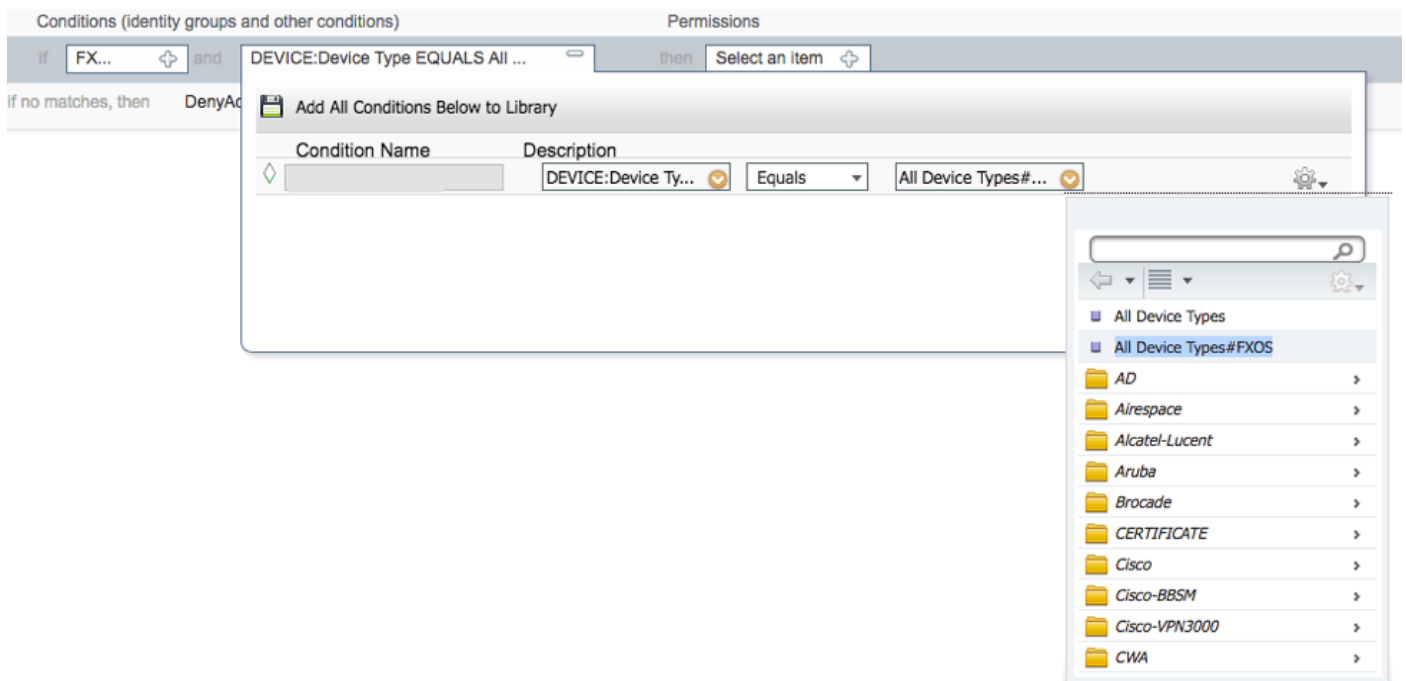 Conditions (identity groups and other conditions) Permissions
If FX... and DEVICE:Device Type EQUALS All ... then Select an item
if no matches, then DenyAc
Add All Conditions Below to Library
Condition Name Description
DEVICE:Device Ty... Equals All Device Types#...
All Device Types
All Device Types#FXOS
AD
Airespace
Alcatel-Lucent
Aruba
Brocade
CERTIFICATE
Cisco
Cisco-BBSM
Cisco-VPN3000
CWA